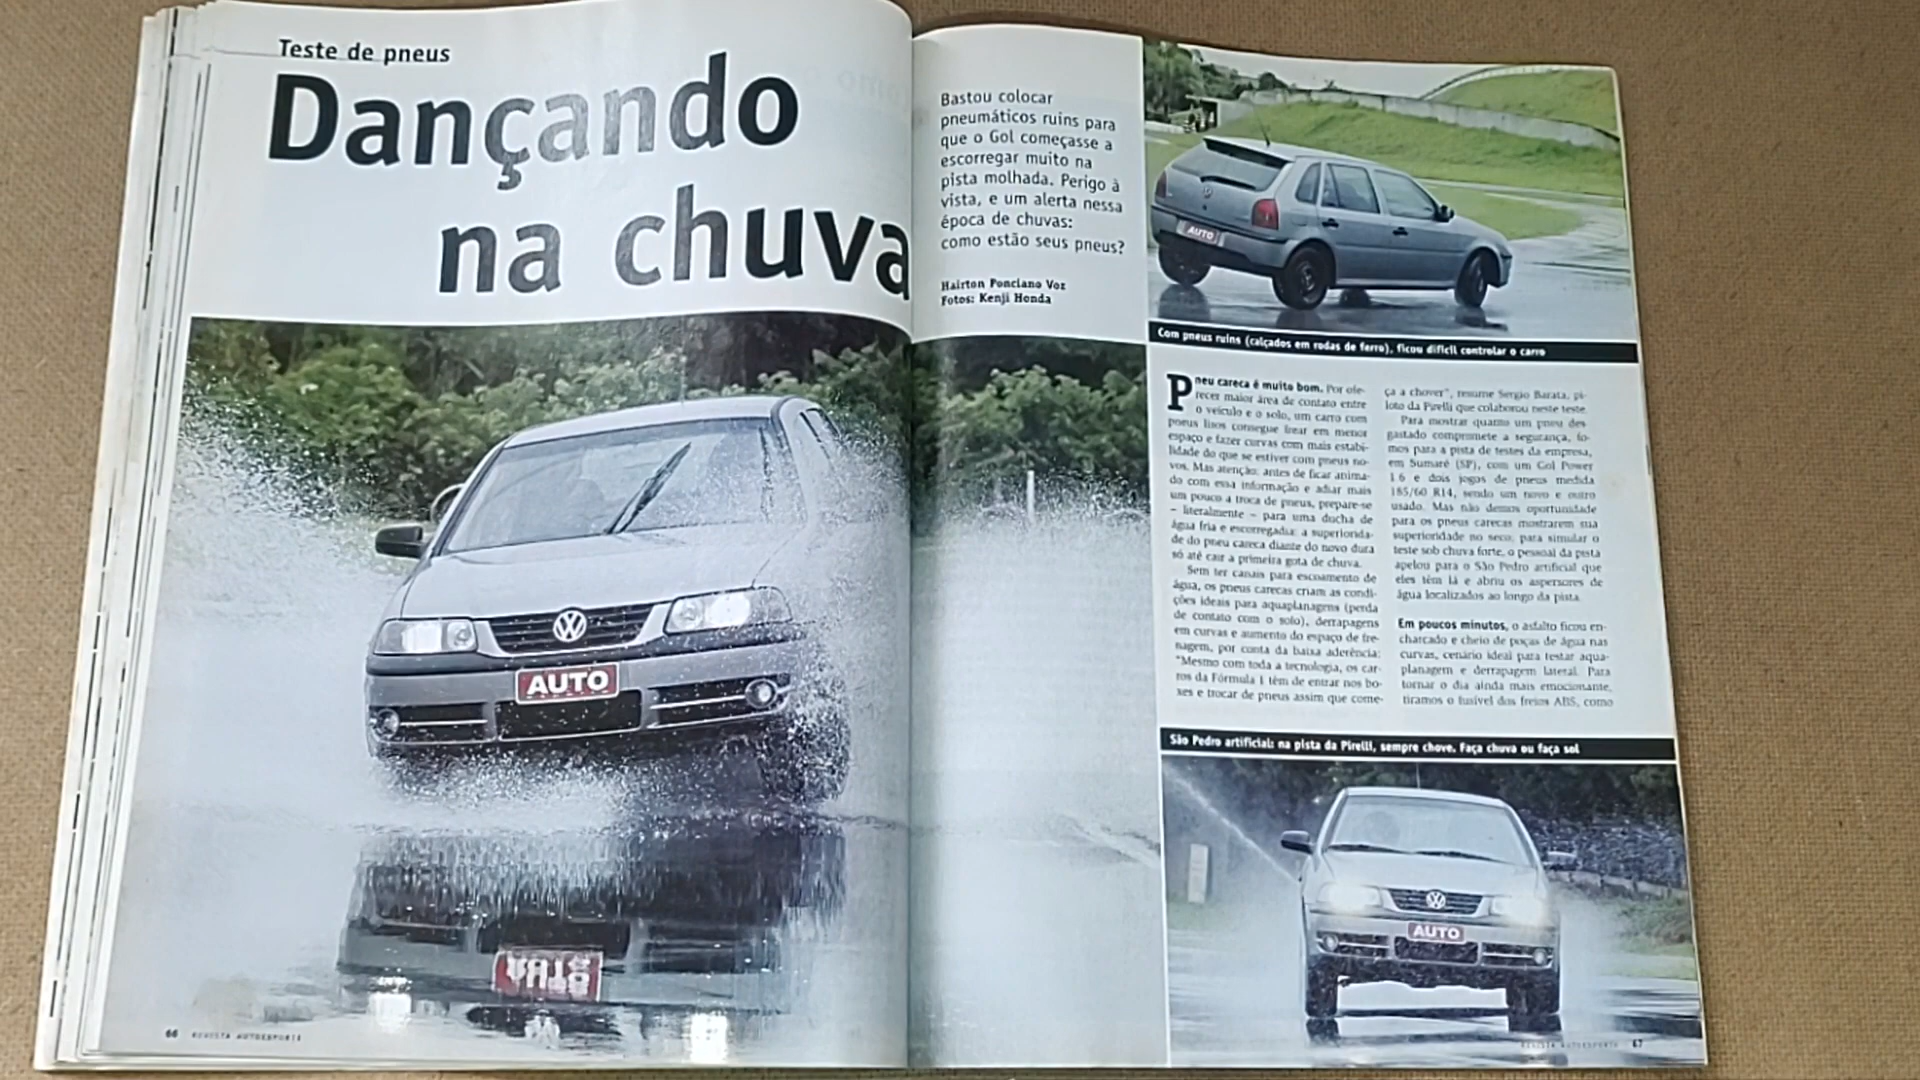 Teste de pneus
Dançando
na chuva
Bastou colocar
pneumáticos ruins para
que o Gol começasse a
escorregar muito na
pista molhada. Perigo à
vista, e um alerta nessa
época de chuvas:
como estão seus pneus?
Hairton Ponciano Voz
Fotos: Kenji Honda
AUTO
Com pneus ruins (calçados em rodas de ferro), ficou difícil controlar o carro
AUTO
Pneu careca é muito bom. Por ofe-
recer maior área de contato entre
o veículo e o solo, um carro com
pneus lisos consegue frear em menor
espaço e fazer curvas com mais estabi-
lidade do que se estiver com pneus no-
vos. Mas atenção: antes de ficar anima-
do com essa informação e adiar mais
um pouco a troca de pneus, prepare-se
– literalmente – para uma ducha de
água fria e escorregadia: a superiorida-
de do pneu careca diante do novo dura
só até cair a primeira gota de chuva.
Sem ter canais para escoamento de
água, os pneus carecas criam as condi-
ções ideais para aquaplanagens (perda
de contato com o solo), derrapagens
em curvas e aumento do espaço de fre-
nagem, por conta da baixa aderência:
"Mesmo com toda a tecnologia, os car-
ros da Fórmula 1 têm de entrar nos bo-
xes e trocar de pneus assim que come-
ça a chover", resume Sergio Barata, pi-
loto da Pirelli que colaborou neste teste.
Para mostrar quanto um pneu des-
gastado compromete a segurança, fo-
mos para a pista de testes da empresa,
em Sumaré (SP), com um Gol Power
1.6 e dois jogos de pneus medida
185/60 R14, sendo um novo e outro
usado. Mas não demos oportunidade
para os pneus carecas mostrarem sua
superioridade no seco; para simular o
teste sob chuva forte, o pessoal da pista
apelou para o São Pedro artificial que
eles têm lá e abriu os aspersores de
água localizados ao longo da pista.
Em poucos minutos, o asfalto ficou en-
charcado e cheio de poças de água nas
curvas, cenário ideal para testar aqua-
planagem e derrapagem lateral. Para
tornar o dia ainda mais emocionante,
tiramos o fusível dos freios ABS, como
São Pedro artificial: na pista da Pirelli, sempre chove. Faça chuva ou faça sol
AUTO
66 REVISTA AUTOESPORTE
REVISTA AUTOESPORTE 67